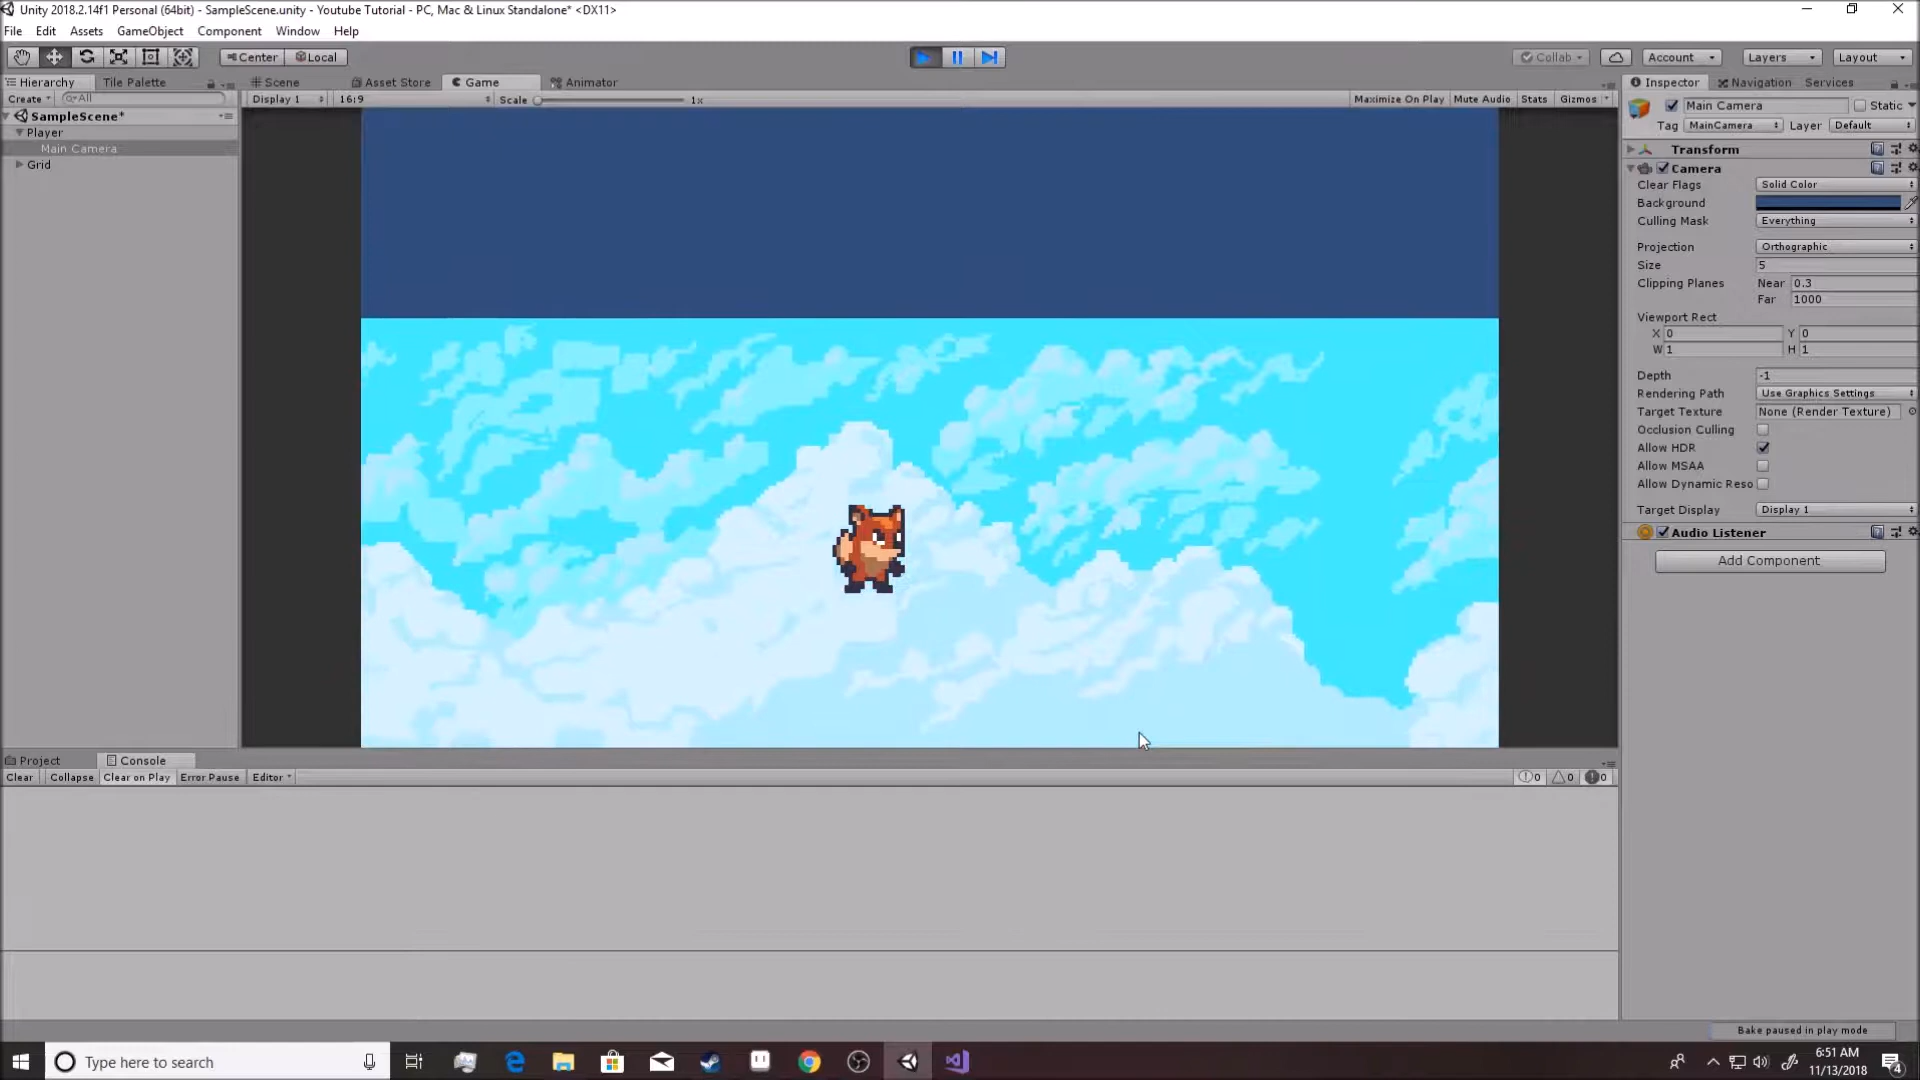 Unity 2018.2.14f1 Personal (64bit) - SampleScene.unity - Youtube Tutorial - PC, Mac & Linux Standalone* <DX11>
File Edit Assets GameObject Component Window Help
Center Local Collab Account Layers Layout
Hierarchy Tile Palette Scene Asset Store Game Animator Inspector Navigation Services
Create All Display 1 16:9 Scale 1x Maximize On Play Mute Audio Stats Gizmos
SampleScene*
Player
Main Camera
Grid
Main Camera Static
Tag MainCamera Layer Default
Transform
Camera
Clear Flags Solid Color
Background
Culling Mask Everything
Projection Orthographic
Size 5
Clipping Planes Near 0.3
Far 1000
Viewport Rect
X 0 Y 0
W 1 H 1
Depth -1
Rendering Path Use Graphics Settings
Target Texture None (Render Texture)
Occlusion Culling
Allow HDR
Allow MSAA
Allow Dynamic Reso
Target Display Display 1
Audio Listener
Add Component
Project Console
Clear Collapse Clear on Play Error Pause Editor 0 0 0
Bake paused in play mode
Type here to search
6:51 AM
11/13/2018
4